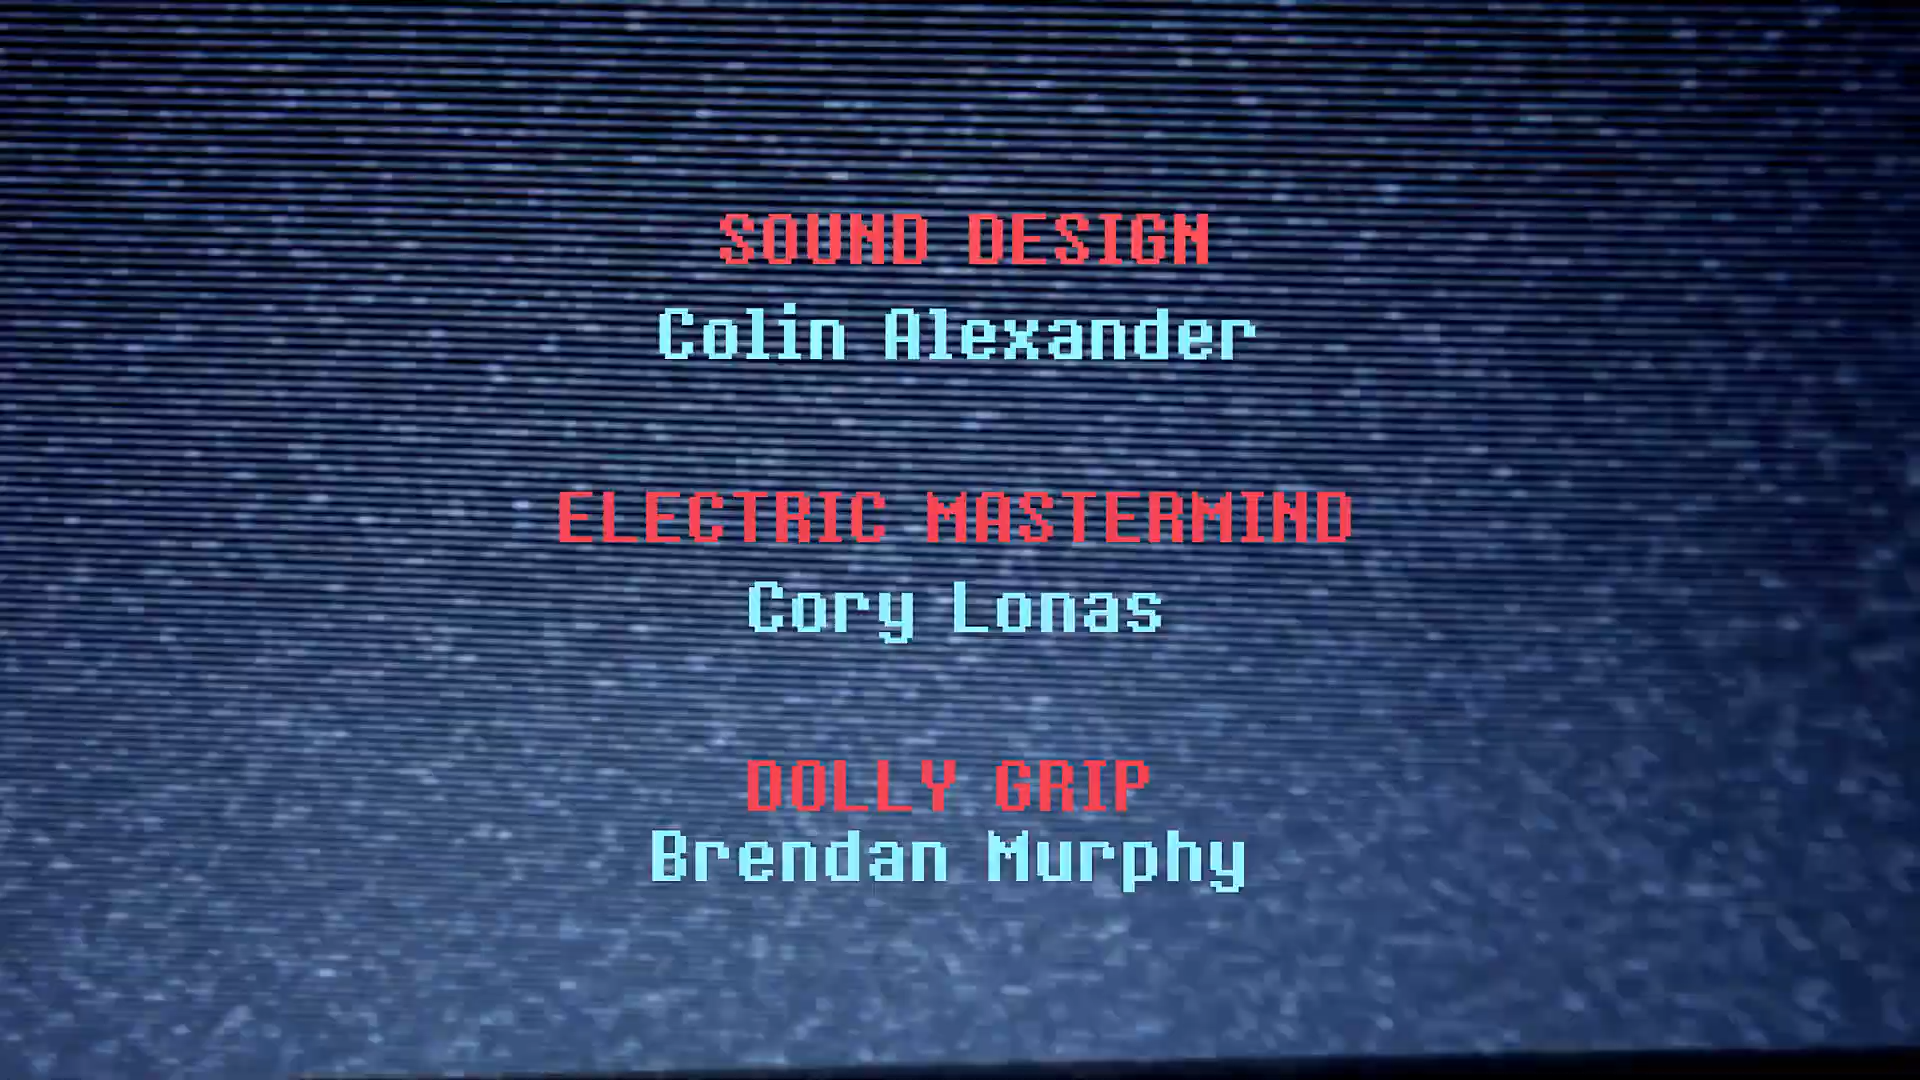 SOUND DESIGN
Colin Alexander
ELECTRIC MASTERMIND
Cory Lonas
DOLLY GRIP
Brendan Murphy